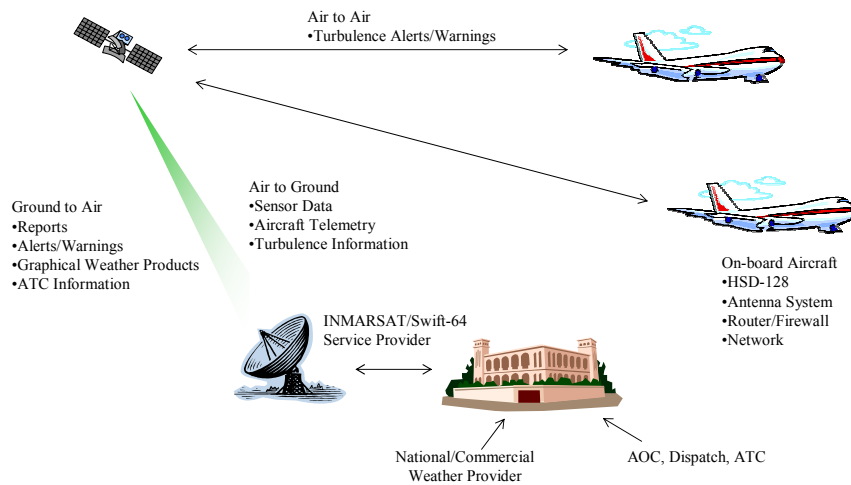 Air to Air
•Turbulence Alerts/Warnings
Ground to Air
•Reports
•Alerts/Warnings
•Graphical Weather Products
•ATC Information
Air to Ground
•Sensor Data
•Aircraft Telemetry
•Turbulence Information
On-board Aircraft
•HSD-128
•Antenna System
•Router/Firewall
•Network
INMARSAT/Swift-64
Service Provider
National/Commercial
Weather Provider
AOC, Dispatch, ATC